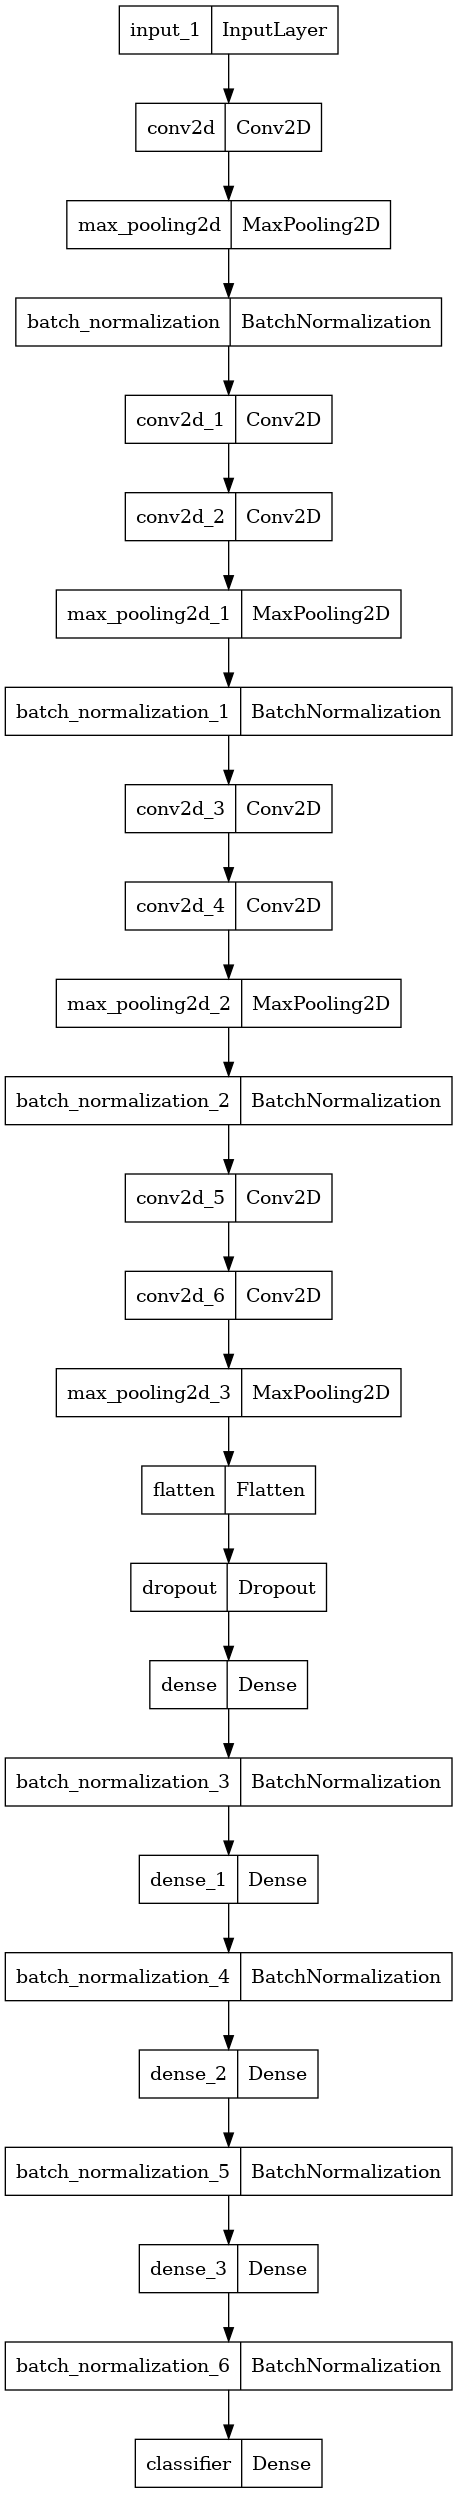 input_1 InputLayer
conv2d Conv2D
max_pooling2d MaxPooling2D
batch_normalization BatchNormalization
conv2d_1 Conv2D
conv2d_2 Conv2D
max_pooling2d_1 MaxPooling2D
batch_normalization_1 BatchNormalization
conv2d_3 Conv2D
conv2d_4 Conv2D
max_pooling2d_2 MaxPooling2D
batch_normalization_2 BatchNormalization
conv2d_5 Conv2D
conv2d_6 Conv2D
max_pooling2d_3 MaxPooling2D
flatten Flatten
dropout Dropout
dense Dense
batch_normalization_3 BatchNormalization
dense_1 Dense
batch_normalization_4 BatchNormalization
dense_2 Dense
batch_normalization_5 BatchNormalization
dense_3 Dense
batch_normalization_6 BatchNormalization
classifier Dense